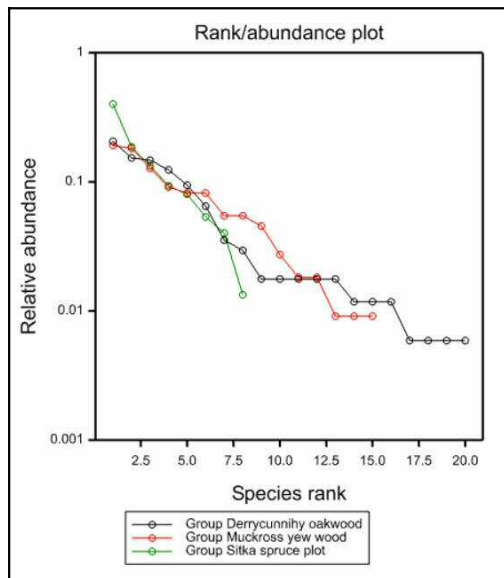 Rank/abundance plot
1
0.1
0.01
0.001
Relative abundance
2.5 5.0 7.5 10.0 12.5 15.0 17.5 20.0
Species rank
Group Derrycunnihy oakwood
Group Muckross yew wood
Group Sitka spruce plot